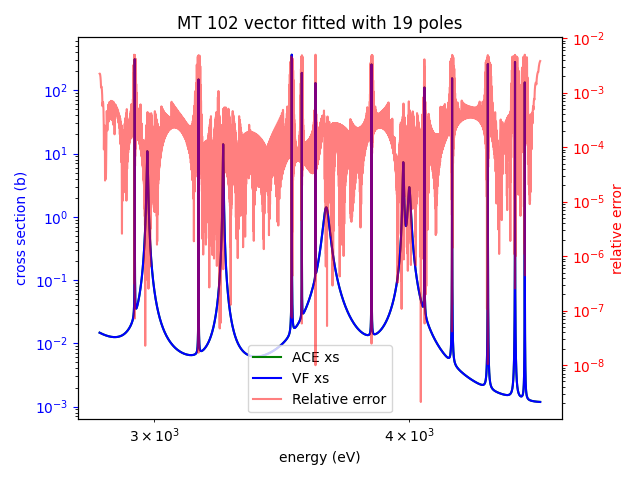 MT 102 vector fitted with 19 poles
cross section (b)
10²
10¹
10⁰
10⁻¹
10⁻²
10⁻³
10⁻²
10⁻³
10⁻⁴
10⁻⁵
10⁻⁶
10⁻⁷
10⁻⁸
relative error
ACE xs
VF xs
Relative error
3 × 10³
4 × 10³
energy (eV)